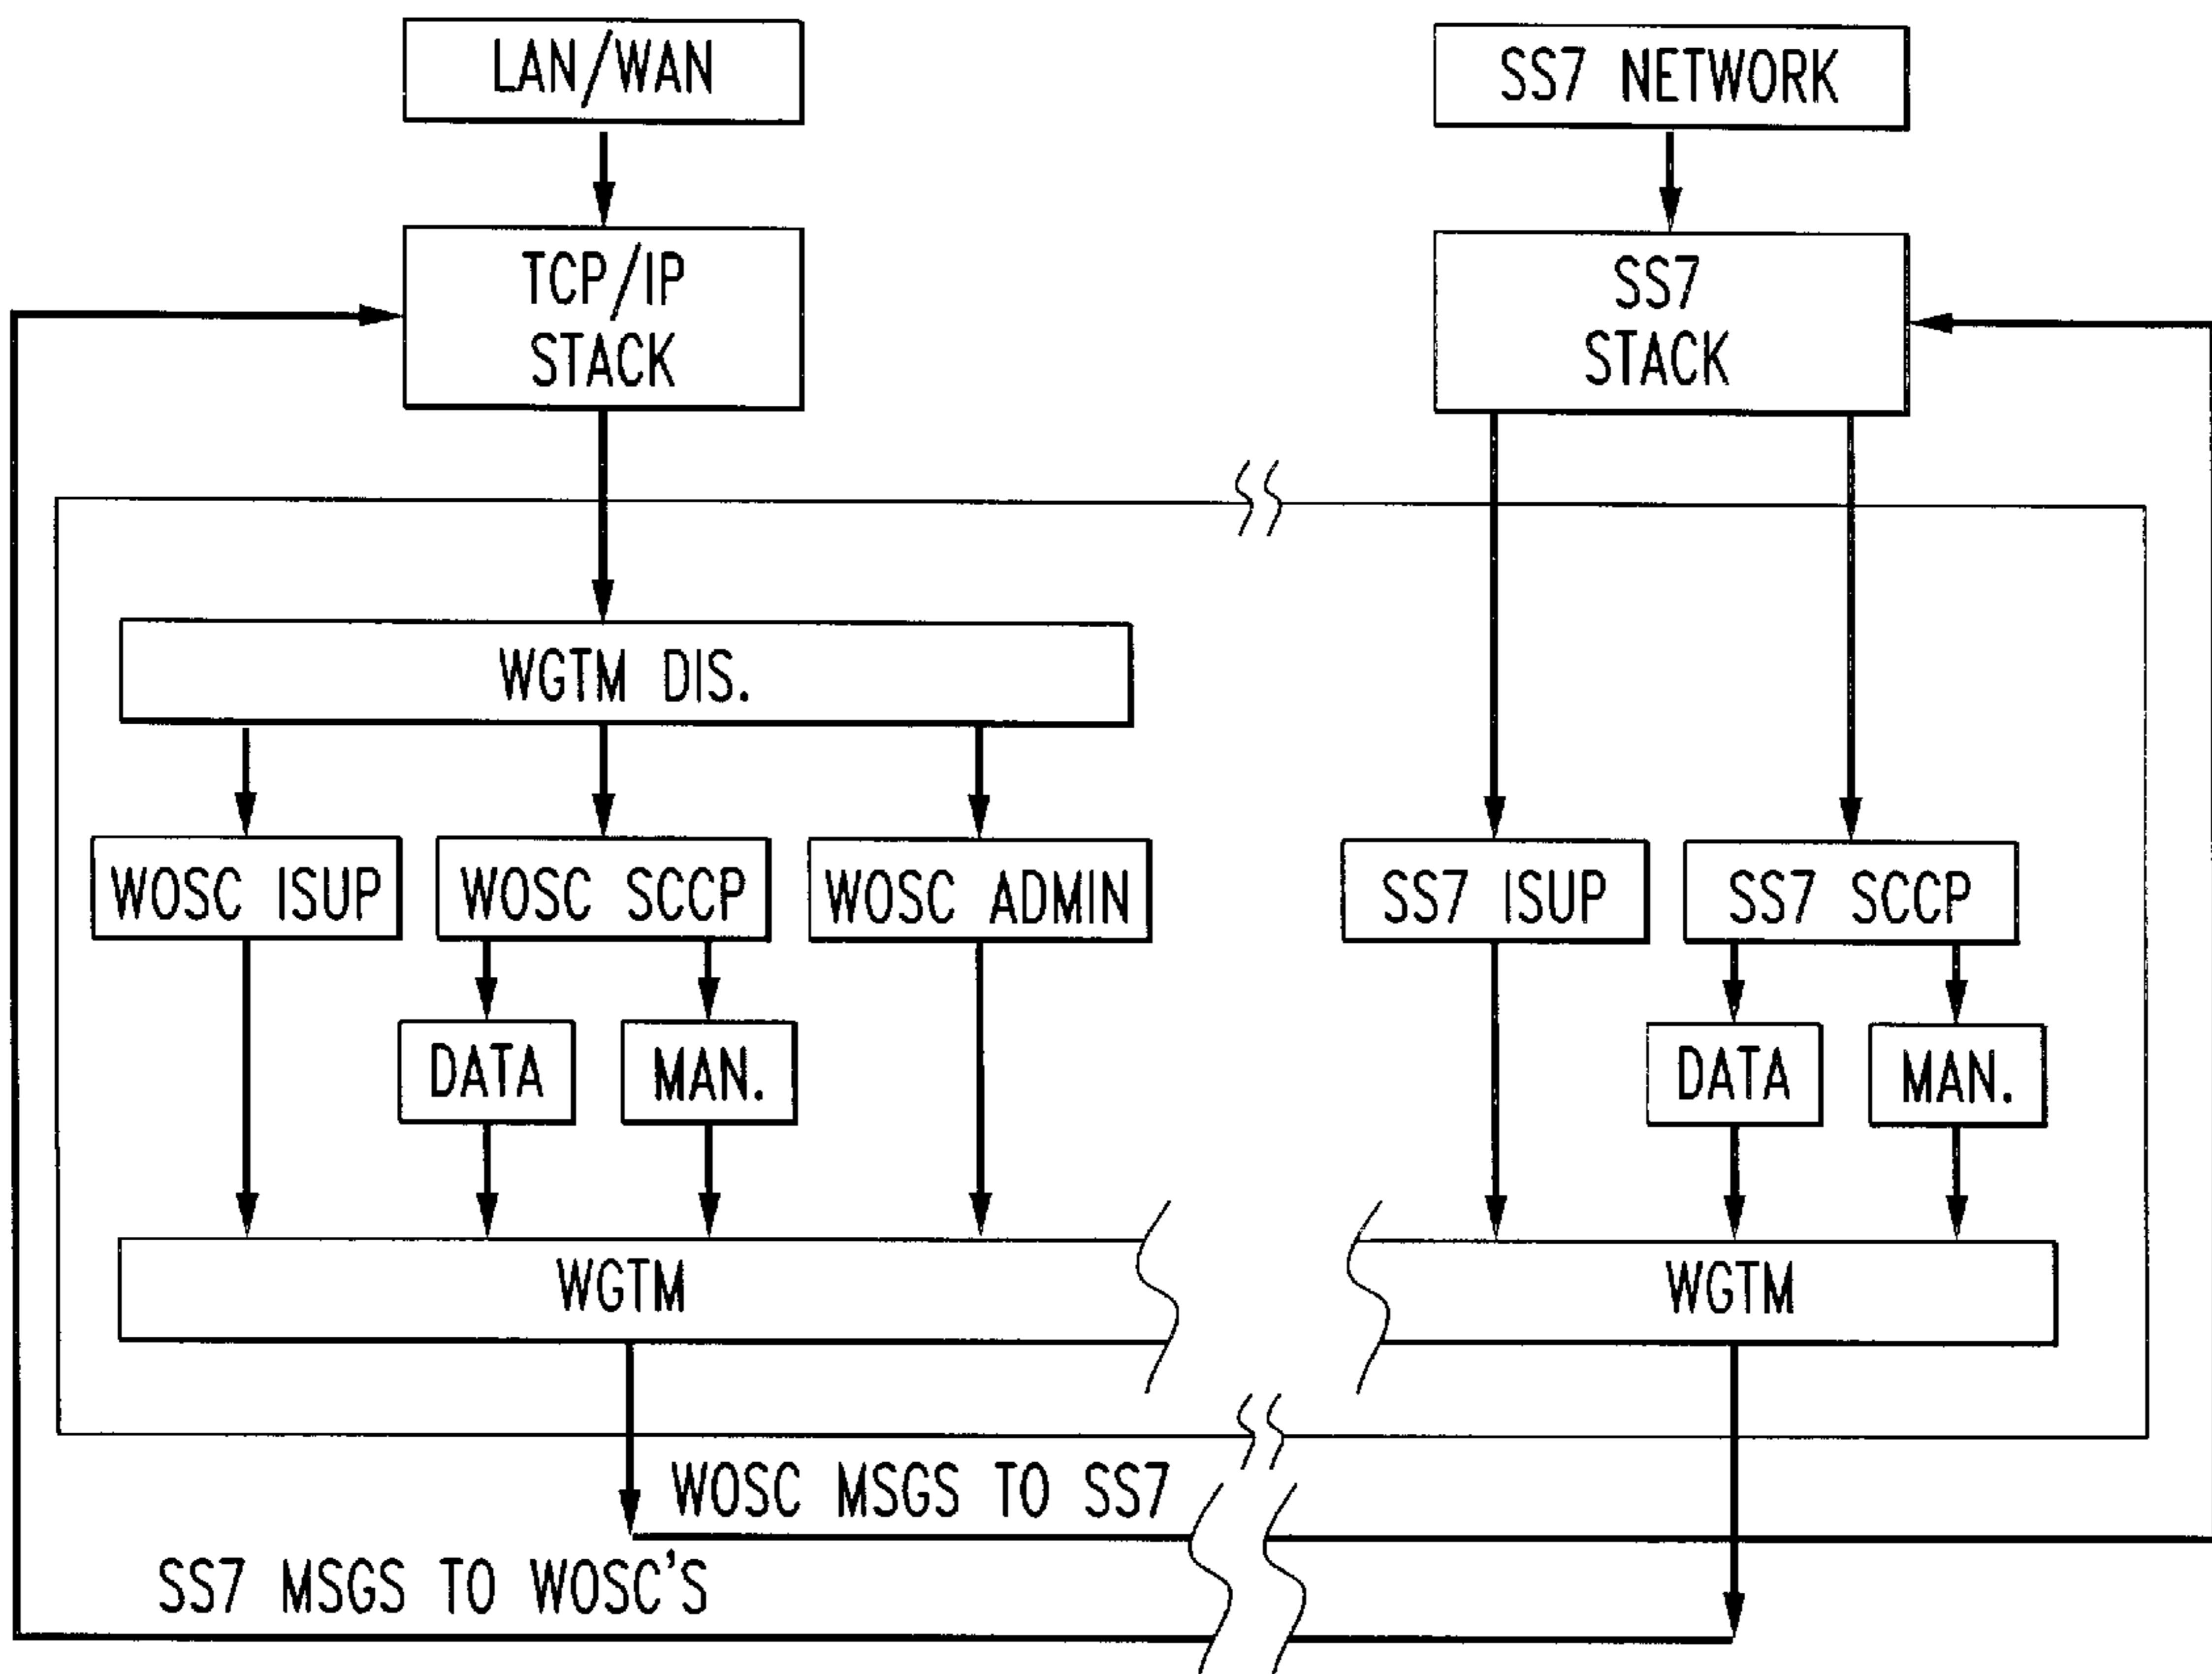 LAN/WAN
SS7 NETWORK
TCP/IP
STACK
SS7
STACK
WGTM DIS.
WOSC ISUP
WOSC SCCP
WOSC ADMIN
SS7 ISUP
SS7 SCCP
DATA
MAN.
DATA
MAN.
WGTM
WGTM
WOSC MSGS TO SS7
SS7 MSGS TO WOSC'S